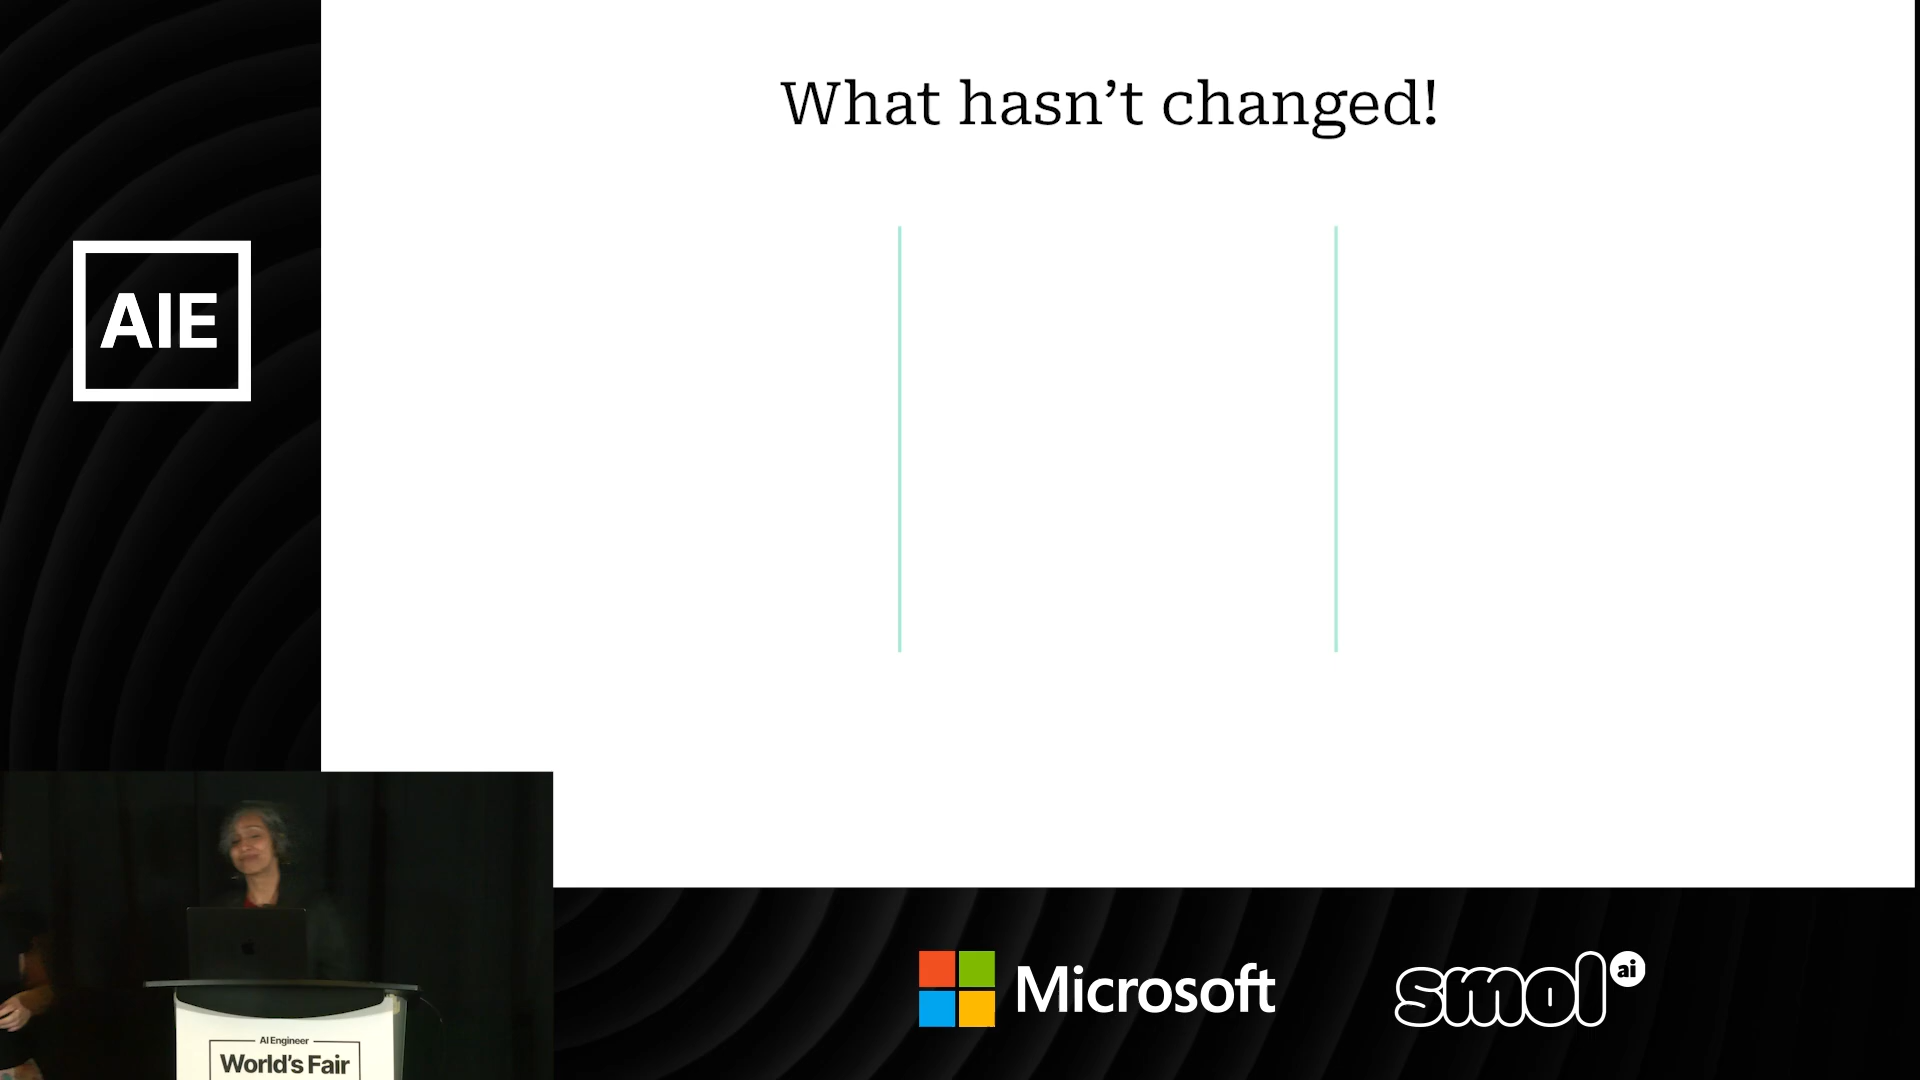 What hasn’t changed!
AIE
AI Engineer
World's Fair
Microsoft
smol ai